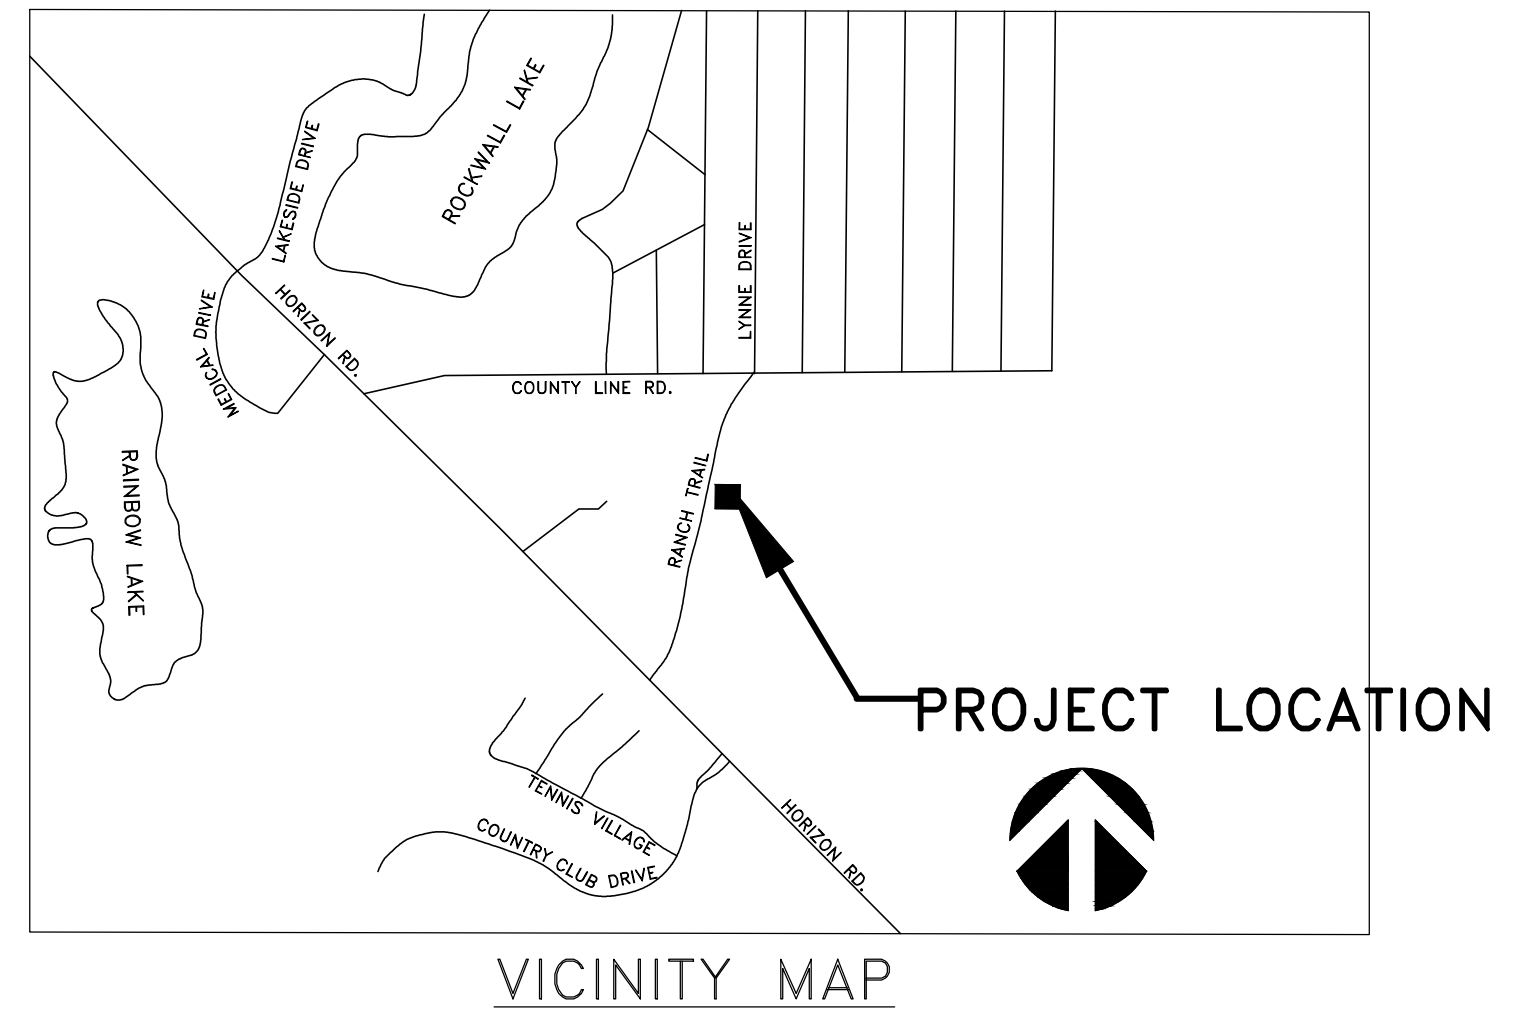 ROCKWALL LAKE
LAKESIDE DRIVE
LYNNE DRIVE
MEDICAL DRIVE
HORIZON RD.
COUNTY LINE RD.
RAINBOW LAKE
RANCH TRAIL
PROJECT LOCATION
TENNIS VILLAGE
COUNTRY CLUB DRIVE
HORIZON RD.
VICINITY MAP